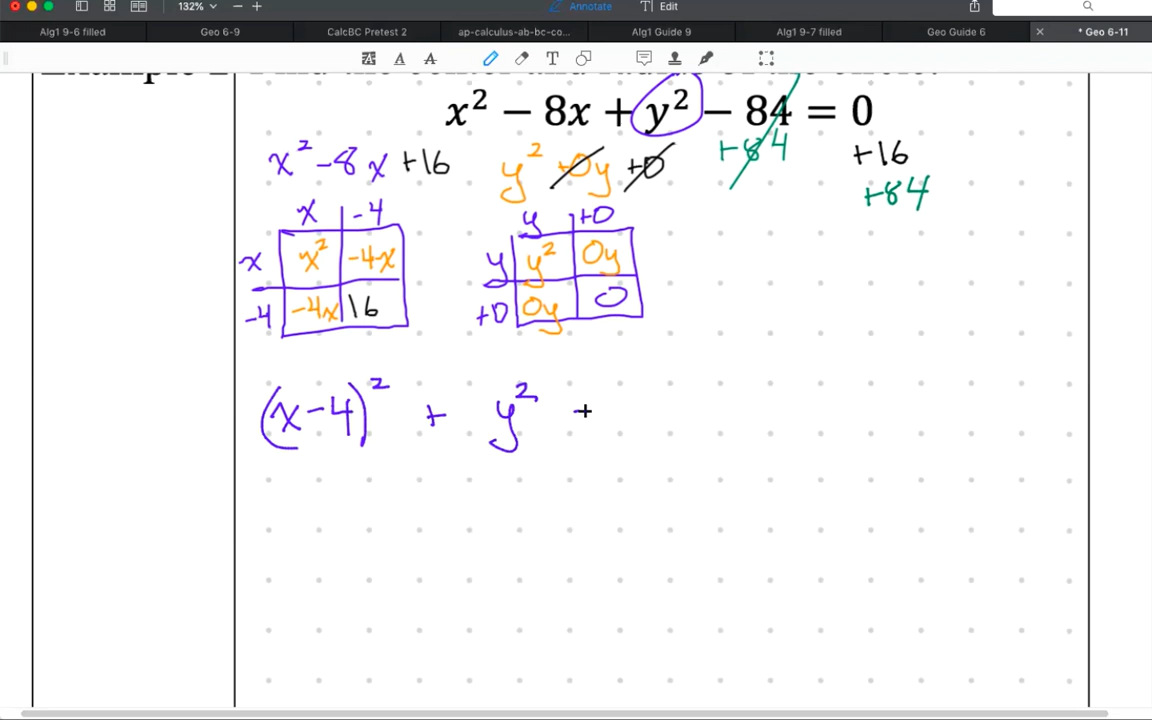 132%
Annotate
Edit
Alg1 9-6 filled
Geo 6-9
CalcBC Pretest 2
ap-calculus-ab-bc-co...
Alg1 Guide 9
Alg1 9-7 filled
Geo Guide 6
* Geo 6-11
x² − 8x + y² − 84 = 0
x² -8x +16 y² +0y +0 +84 +16
+84
x -4 y +0
x x² -4x y y² 0y
-4 -4x 16 +0 0y 0
(x-4)² + y²